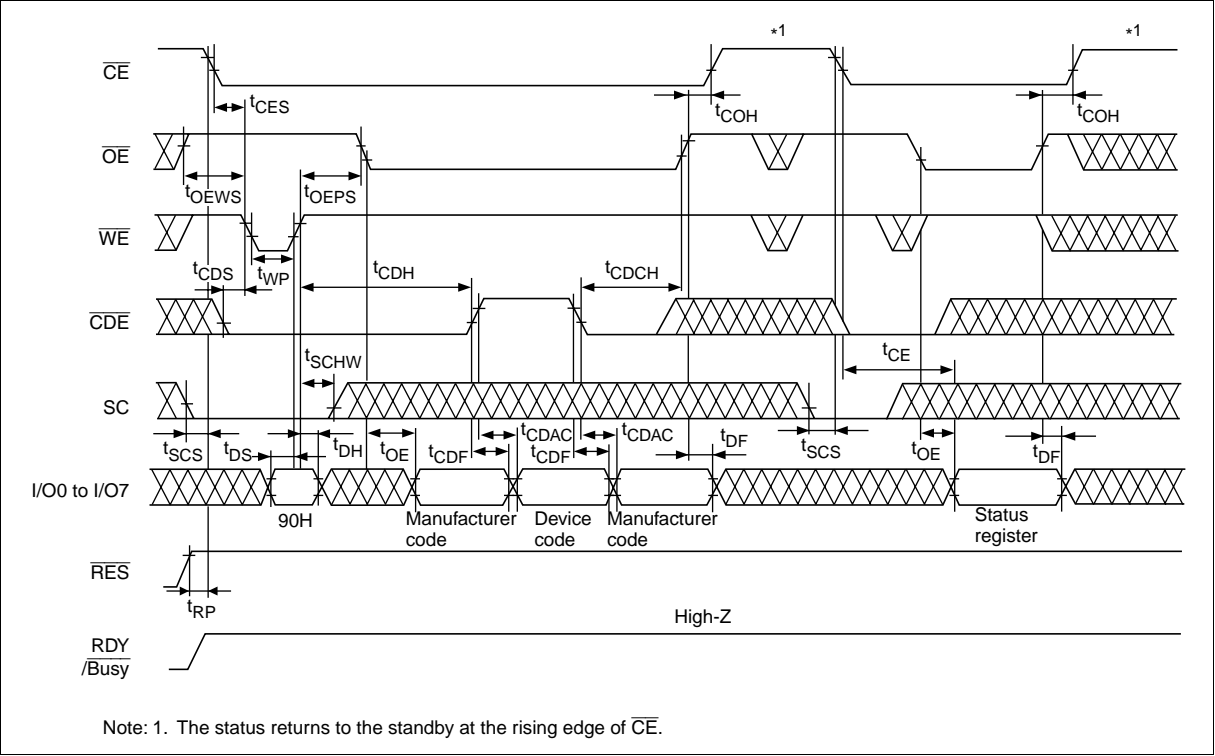 *1 *1
CE
tCES tCOH tCOH
OE
tOEWS tOEPS
WE
tCDS tWP tCDH tCDCH
CDE
tSCHW tCE
SC
tSCS tDS tDH tOE tCDF tCDAC tCDF tCDAC tDF tSCS tOE tDF
I/O0 to I/O7
90H Manufacturer code Device code Manufacturer code Status register
RES
tRP
High-Z
RDY
/Busy
Note: 1. The status returns to the standby at the rising edge of CE.